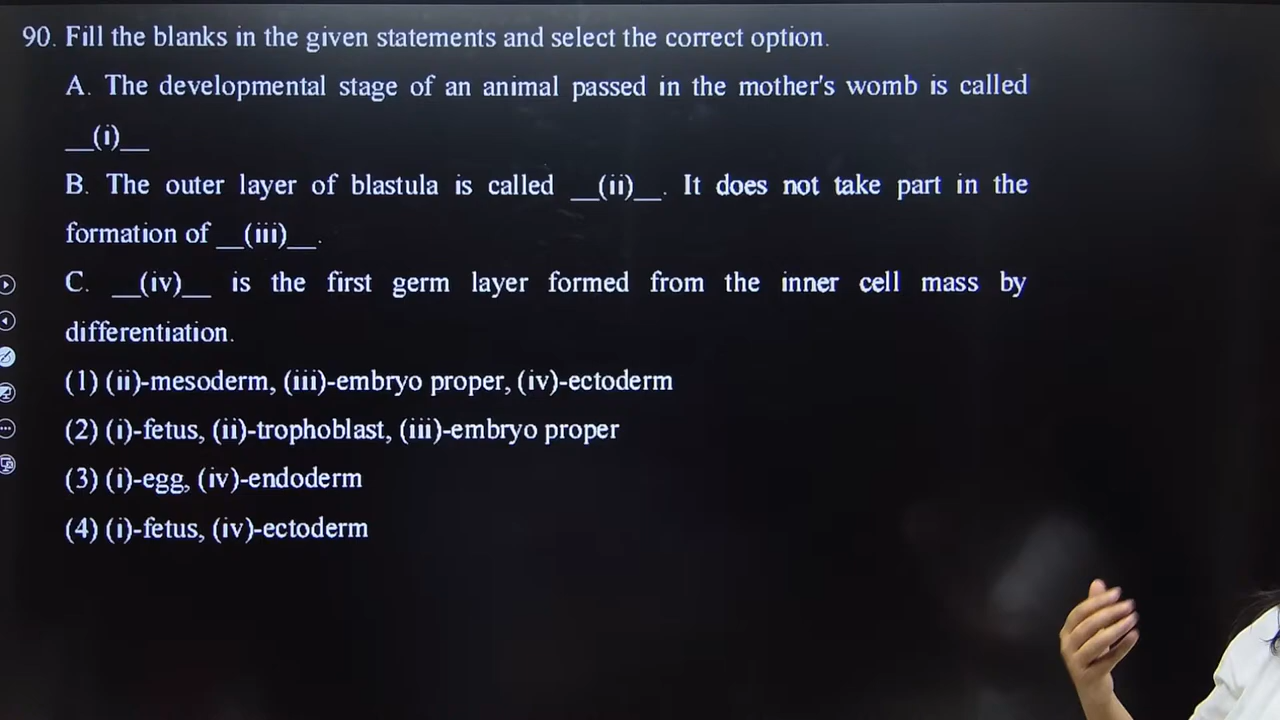 90. Fill the blanks in the given statements and select the correct option.
A. The developmental stage of an animal passed in the mother's womb is called
__(i)__
B. The outer layer of blastula is called __(ii)__. It does not take part in the
formation of __(iii)__.
C. __(iv)__ is the first germ layer formed from the inner cell mass by
differentiation.
(1) (ii)-mesoderm, (iii)-embryo proper, (iv)-ectoderm
(2) (i)-fetus, (ii)-trophoblast, (iii)-embryo proper
(3) (i)-egg, (iv)-endoderm
(4) (i)-fetus, (iv)-ectoderm